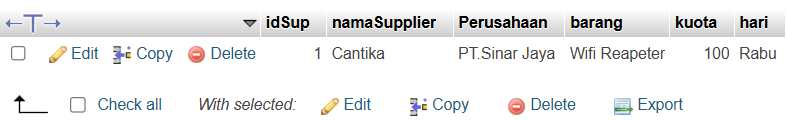 idSup namaSupplier Perusahaan barang kuota hari
Edit Copy Delete 1 Cantika PT.Sinar Jaya Wifi Reapeter 100 Rabu
Check all With selected: Edit Copy Delete Export